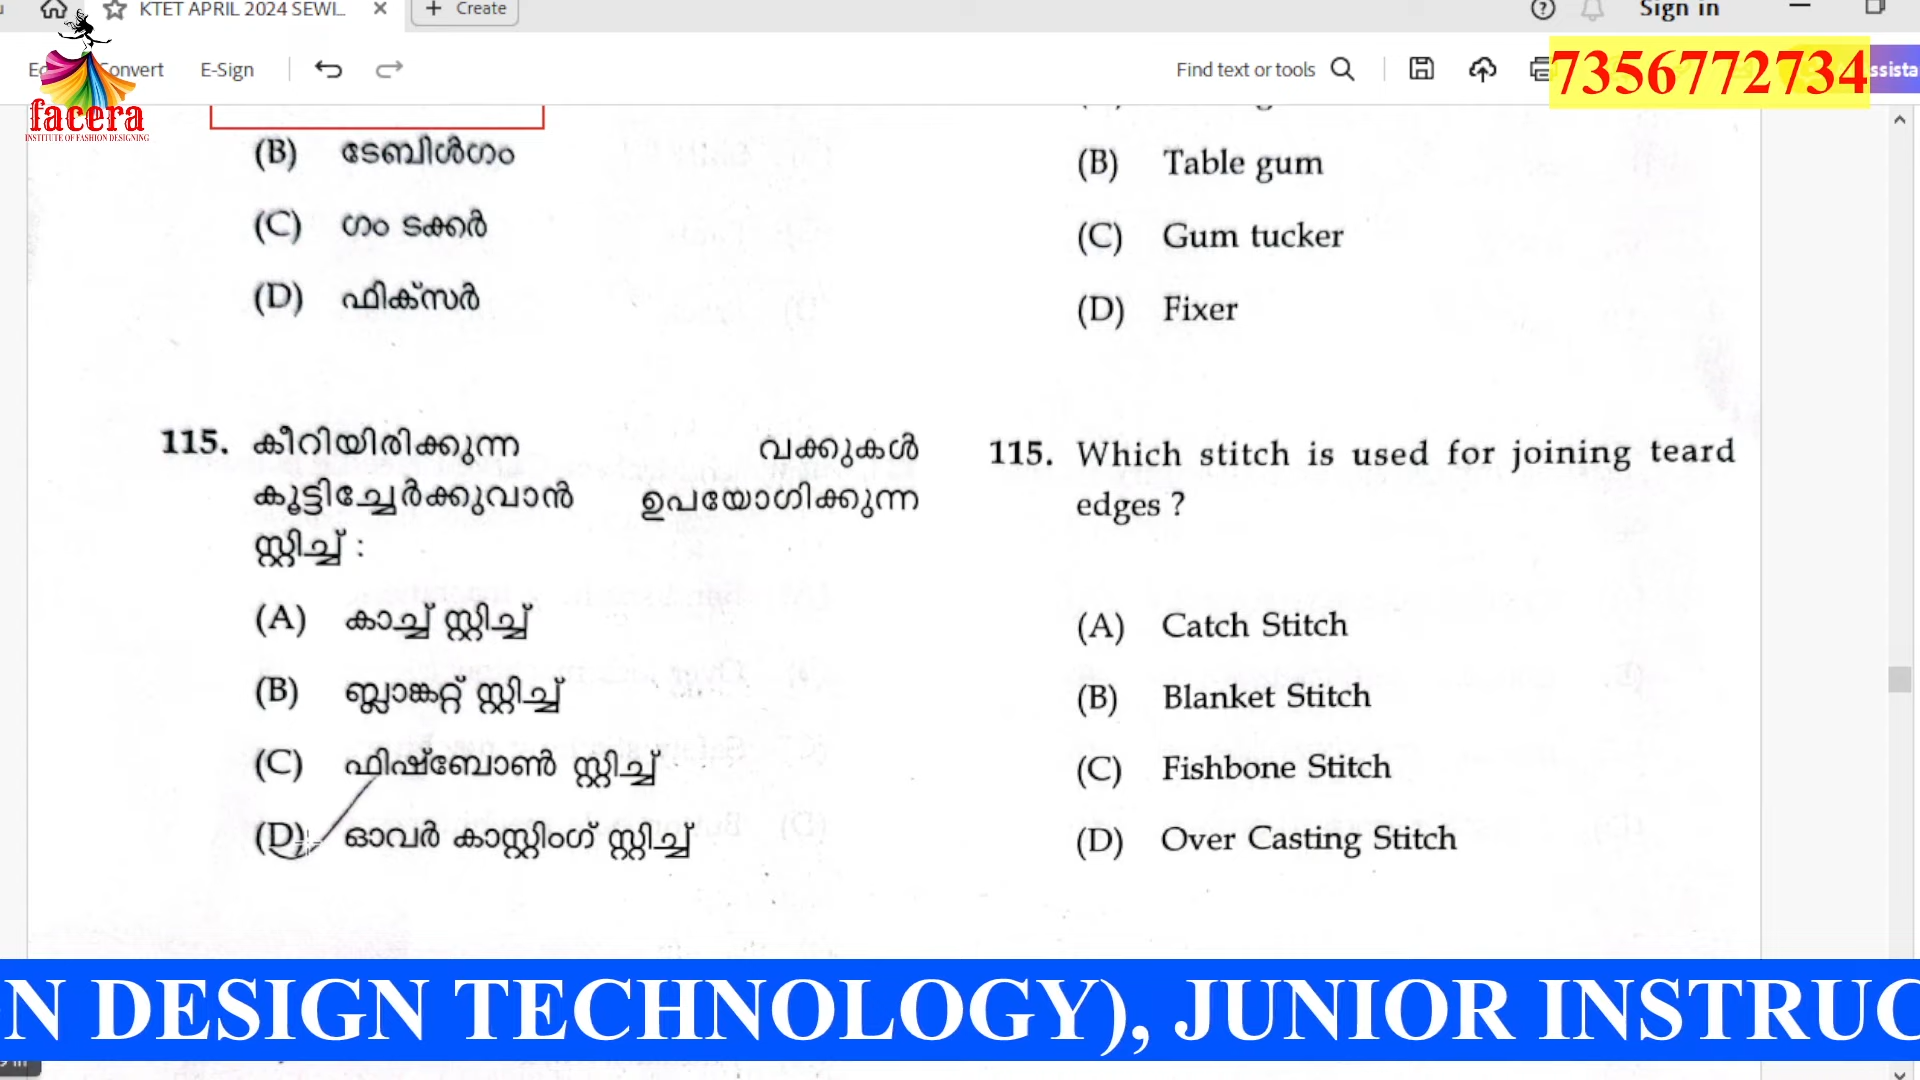 KTET APRIL 2024 SEWI...
Create
Sign in
Convert
E-Sign
Find text or tools
7356772734
facera
INSTITUTE OF FASHION DESIGNING
(B) ടേബിൾഗം
(C) ഗം ടക്കർ
(D) ഫിക്സർ
(B) Table gum
(C) Gum tucker
(D) Fixer
115. കീറിയിരിക്കുന്ന വക്കുകൾ
കൂട്ടിച്ചേർക്കുവാൻ ഉപയോഗിക്കുന്ന
സ്റ്റിച്ച് :
(A) കാച്ച് സ്റ്റിച്ച്
(B) ബ്ലാങ്കറ്റ് സ്റ്റിച്ച്
(C) ഫിഷ്ബോൺ സ്റ്റിച്ച്
(D) ഓവർ കാസ്റ്റിംഗ് സ്റ്റിച്ച്
115. Which stitch is used for joining teard
edges ?
(A) Catch Stitch
(B) Blanket Stitch
(C) Fishbone Stitch
(D) Over Casting Stitch
N DESIGN TECHNOLOGY), JUNIOR INSTRUC